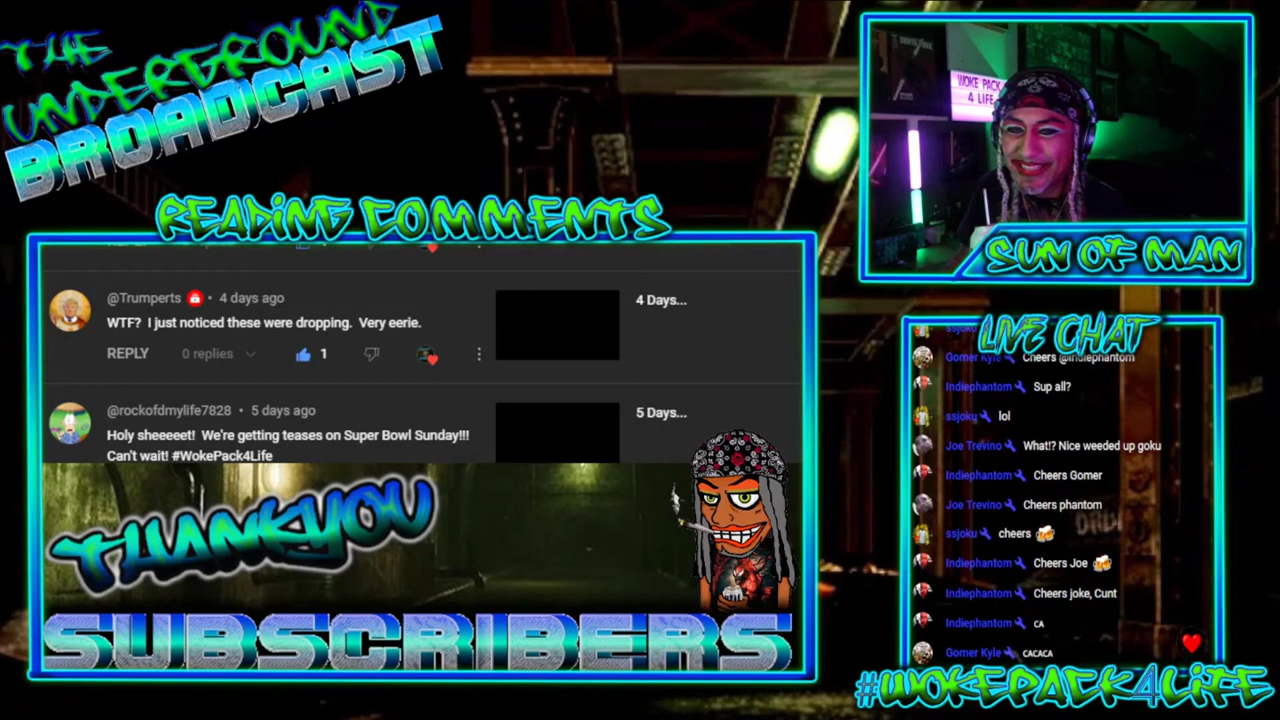 THE
UNDERGROUND
BROADCAST
READING COMMENTS
@Trumperts • 4 days ago
WTF? I just noticed these were dropping. Very eerie.
REPLY 0 replies 1
4 Days...
@rockofdmylife7828 • 5 days ago
Holy sheeeeet! We're getting teases on Super Bowl Sunday!!!
Can't wait! #WokePack4Life
5 Days...
THANKYOU
SUBSCRIBERS
WOKE PACK
4 LIFE
SUN OF MAN
LIVE CHAT
ssjoku
Gomer Kyle Cheers @indiephantom
Indiephantom Sup all?
ssjoku lol
Joe Trevino What!? Nice weeded up goku
Indiephantom Cheers Gomer
Joe Trevino Cheers phantom
ssjoku cheers 🍻
Indiephantom Cheers Joe 🍻
Indiephantom Cheers joke, Cunt
Indiephantom CA
Gomer Kyle CACACA
#WOKEPACK4LIFE